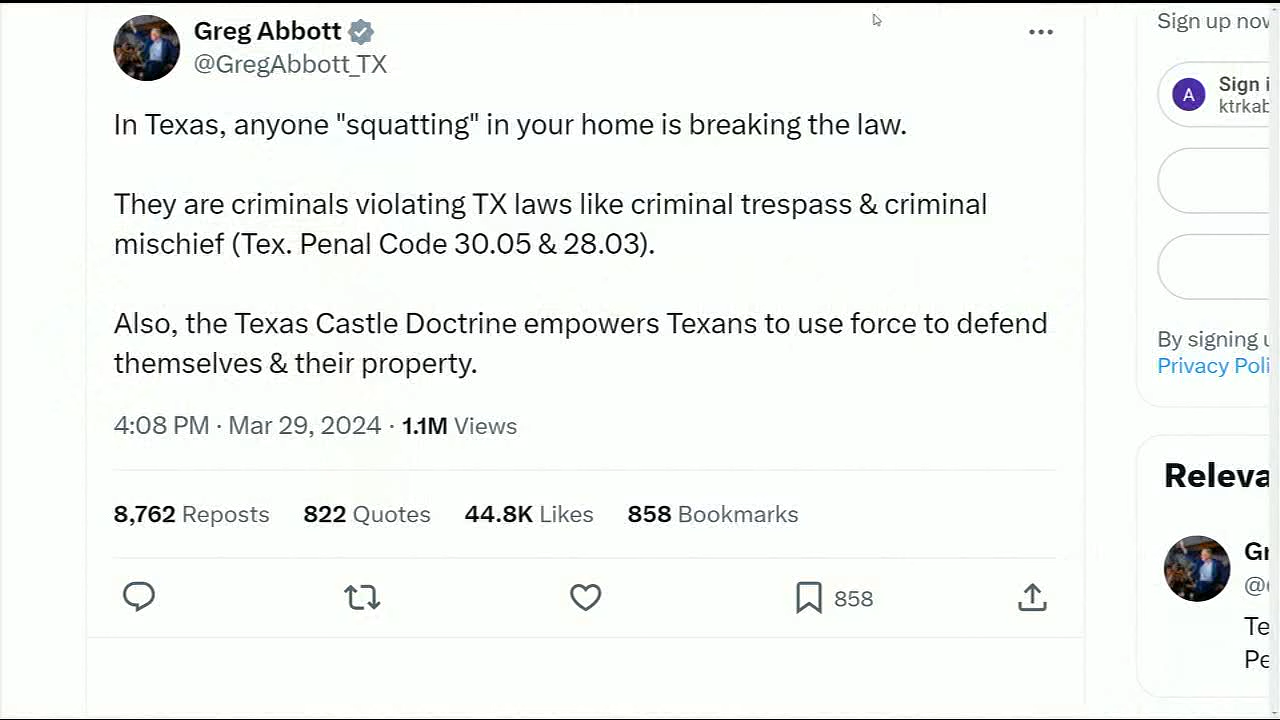 Greg Abbott
@GregAbbott_TX
In Texas, anyone "squatting" in your home is breaking the law.
They are criminals violating TX laws like criminal trespass & criminal
mischief (Tex. Penal Code 30.05 & 28.03).
Also, the Texas Castle Doctrine empowers Texans to use force to defend
themselves & their property.
4:08 PM · Mar 29, 2024 · 1.1M Views
8,762 Reposts 822 Quotes 44.8K Likes 858 Bookmarks
858
Sign up now
A
Sign i
ktrkab
By signing u
Privacy Poli
Releva
Gr
@
Te
Pe